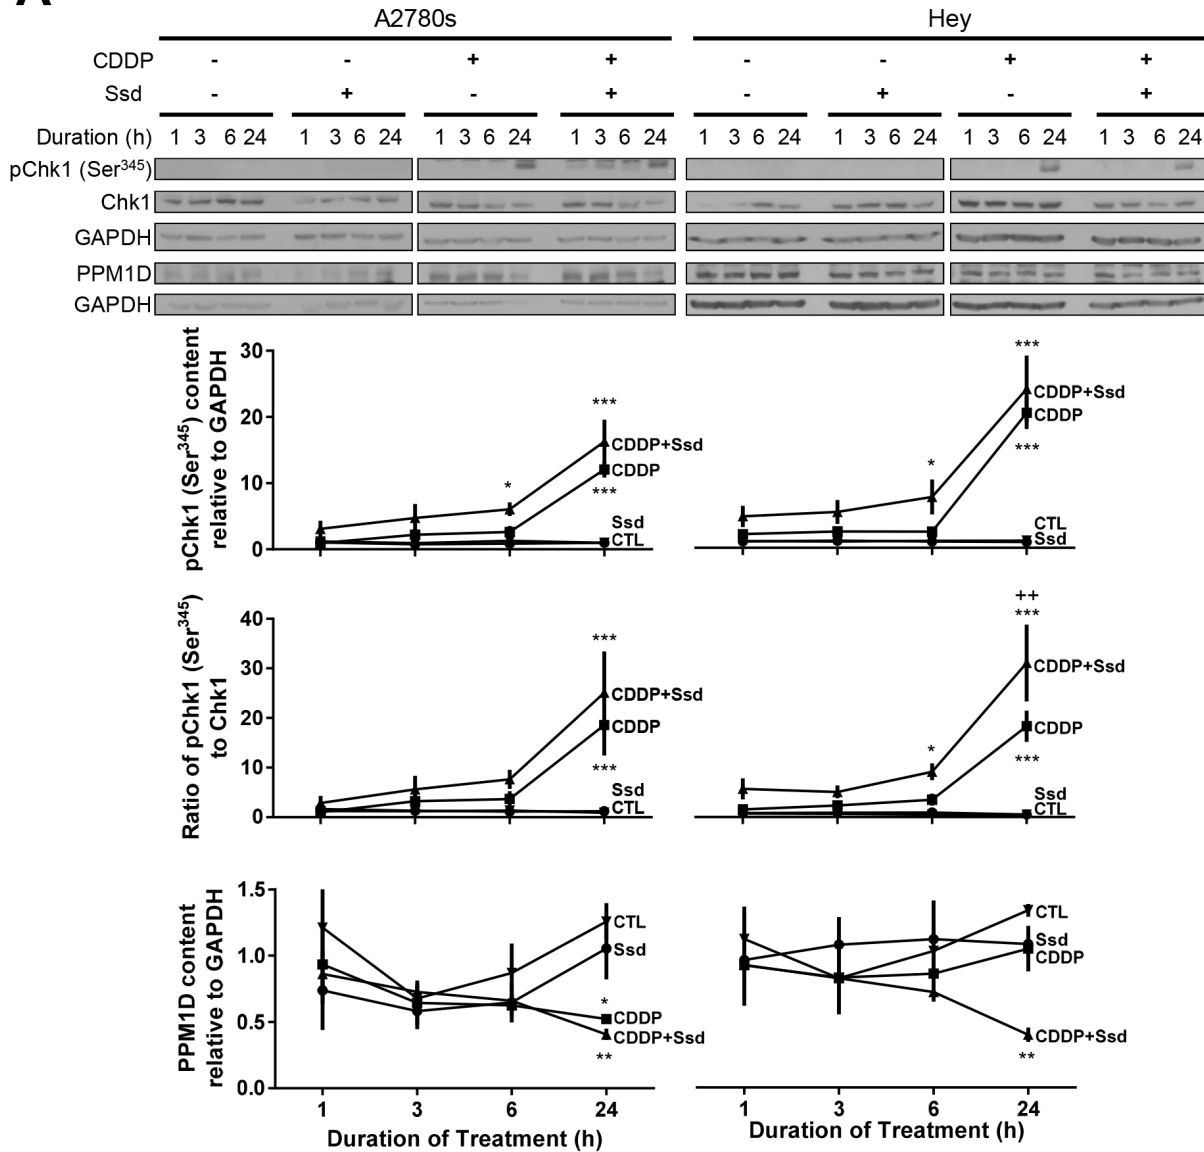 A
A2780s Hey
CDDP - - + + - - + +
Ssd - + - + - + - +
Duration (h) 1 3 6 24 1 3 6 24 1 3 6 24 1 3 6 24 1 3 6 24 1 3 6 24 1 3 6 24 1 3 6 24
pChk1 (Ser345)
Chk1
GAPDH
PPM1D
GAPDH
pChk1 (Ser345) content
relative to GAPDH
30
20
10
0
***
CDDP+Ssd
CDDP
***
*
Ssd
CTL
***
CDDP+Ssd
CDDP
***
*
CTL
Ssd
Ratio of pChk1 (Ser345)
to Chk1
40
30
20
10
0
***
CDDP+Ssd
CDDP
***
Ssd
CTL
++
***
CDDP+Ssd
*
CDDP
***
Ssd
CTL
PPM1D content
relative to GAPDH
1.5
1.0
0.5
0.0
CTL
Ssd
*
CDDP
CDDP+Ssd
**
1 3 6 24
Duration of Treatment (h)
CTL
Ssd
CDDP
CDDP+Ssd
**
1 3 6 24
Duration of Treatment (h)